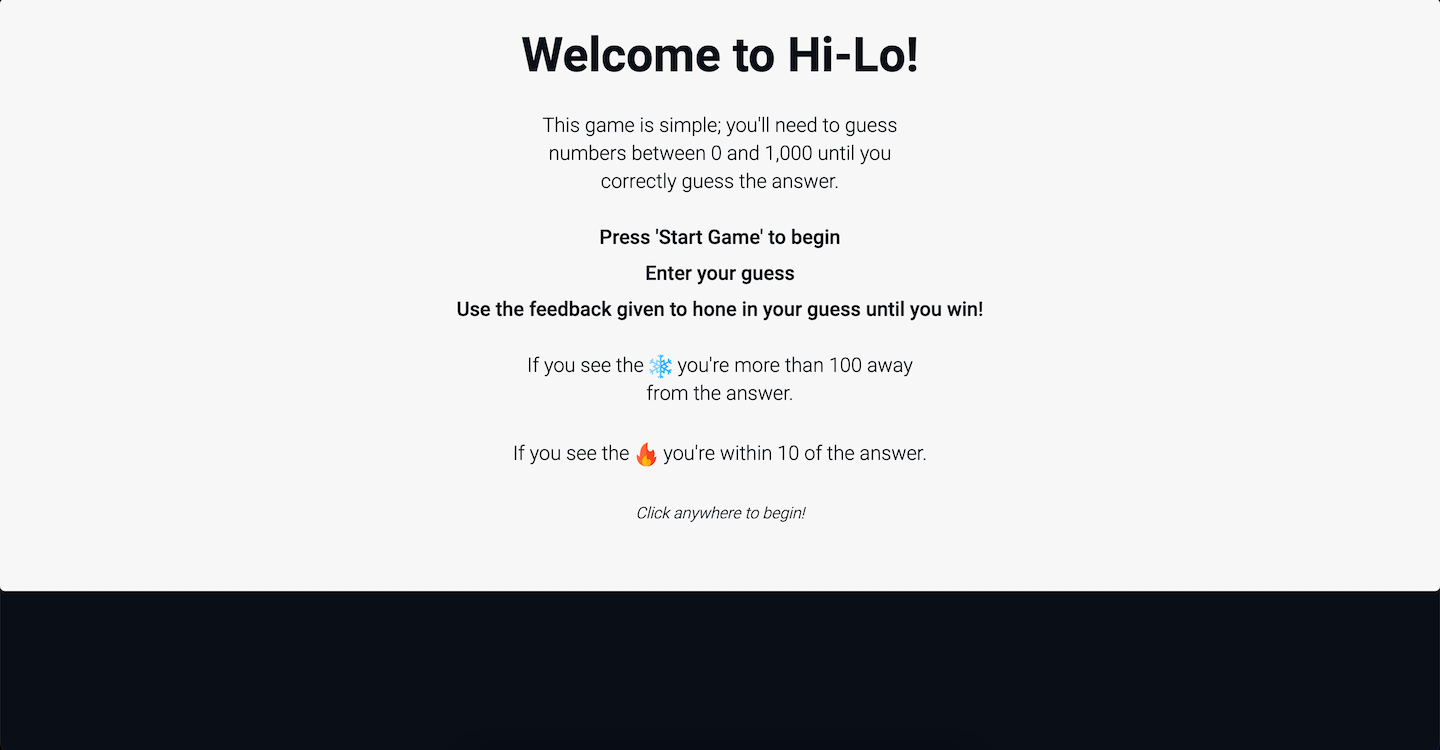 Welcome to Hi-Lo!
This game is simple; you'll need to guess
numbers between 0 and 1,000 until you
correctly guess the answer.
Press 'Start Game' to begin
Enter your guess
Use the feedback given to hone in your guess until you win!
If you see the ❄️ you're more than 100 away
from the answer.
If you see the 🔥 you're within 10 of the answer.
Click anywhere to begin!